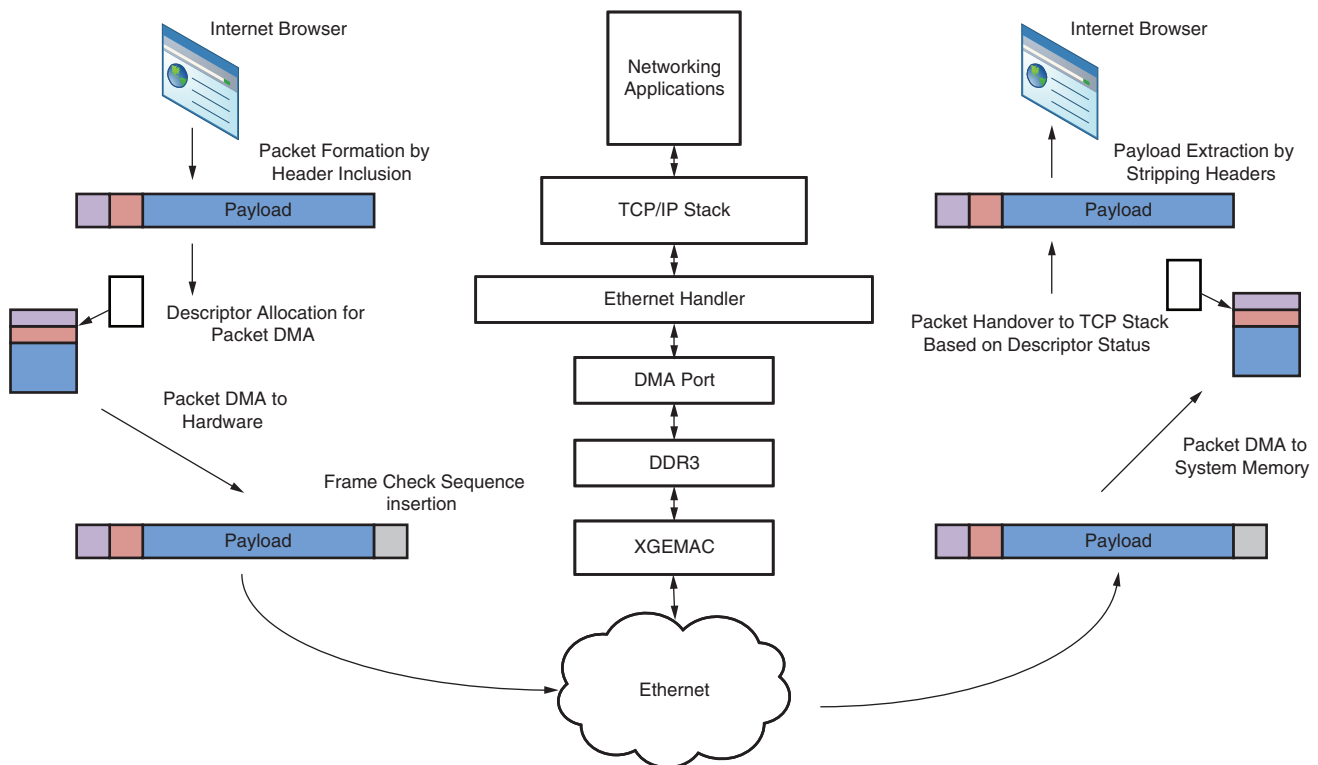 Internet Browser
Packet Formation by
Header Inclusion
Payload
Descriptor Allocation for
Packet DMA
Packet DMA to
Hardware
Frame Check Sequence
insertion
Payload
Networking
Applications
TCP/IP Stack
Ethernet Handler
DMA Port
DDR3
XGEMAC
Ethernet
Internet Browser
Payload Extraction by
Stripping Headers
Payload
Packet Handover to TCP Stack
Based on Descriptor Status
Packet DMA to
System Memory
Payload